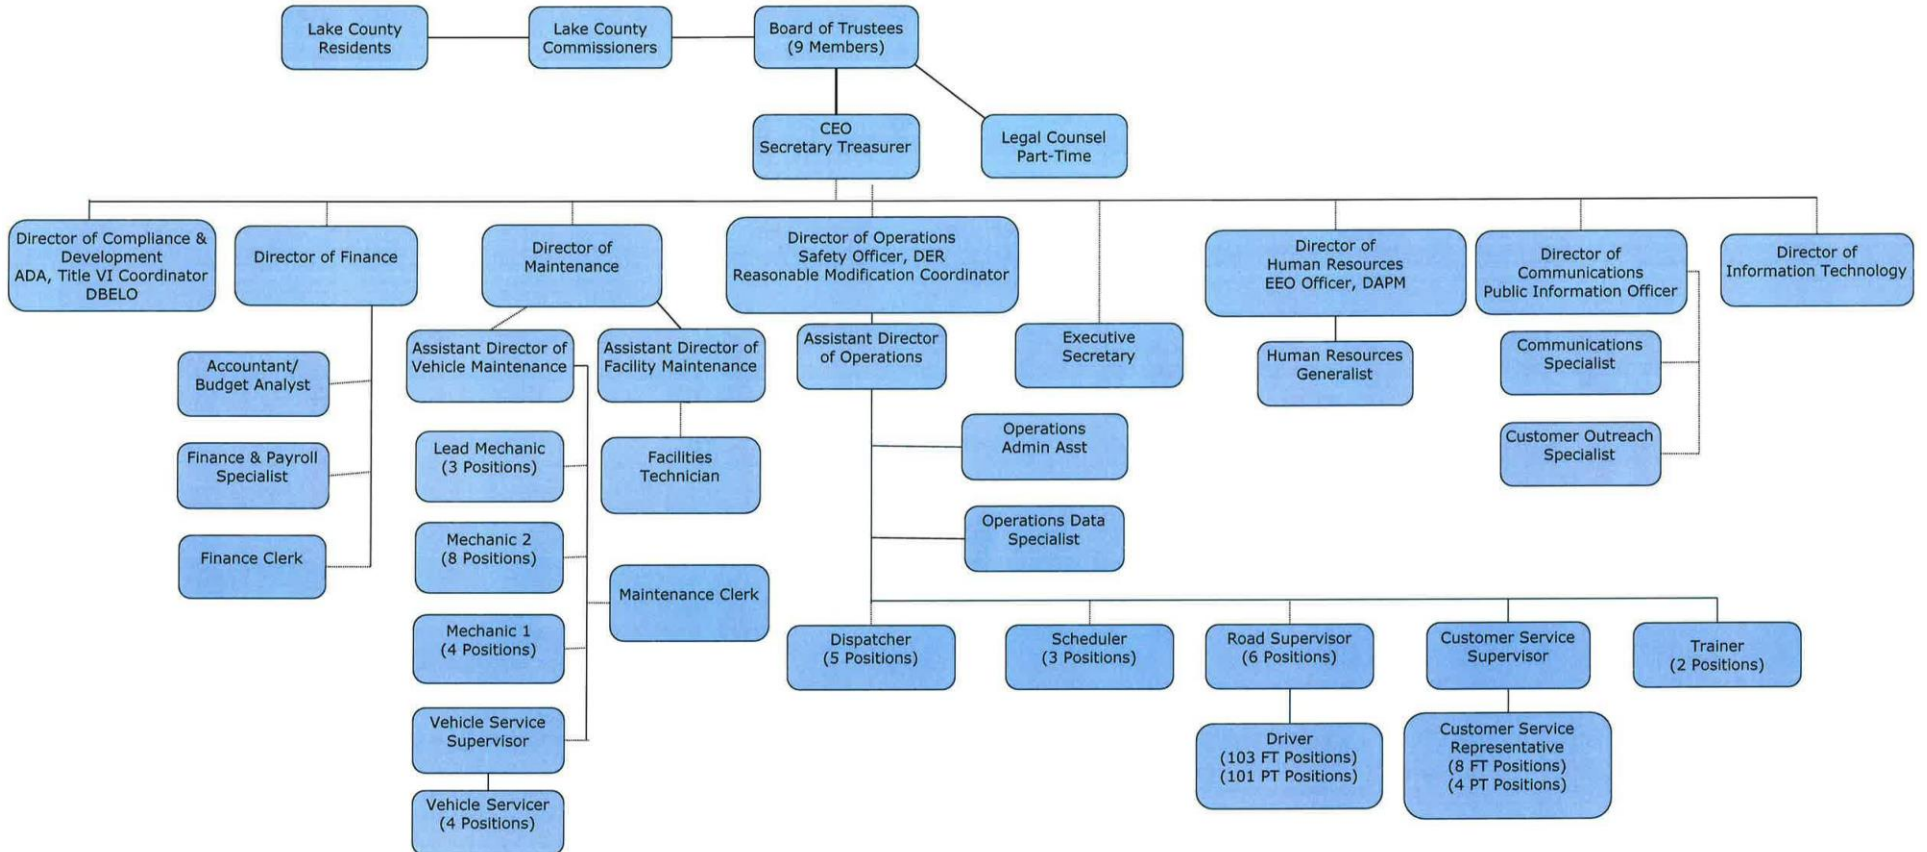 Lake County
Residents
Lake County
Commissioners
Board of Trustees
(9 Members)
CEO
Secretary Treasurer
Legal Counsel
Part-Time
Director of Compliance &
Development
ADA, Title VI Coordinator
DBELO
Director of Finance
Director of
Maintenance
Director of Operations
Safety Officer, DER
Reasonable Modification Coordinator
Director of
Human Resources
EEO Officer, DAPM
Director of
Communications
Public Information Officer
Director of
Information Technology
Accountant/
Budget Analyst
Finance & Payroll
Specialist
Finance Clerk
Assistant Director of
Vehicle Maintenance
Assistant Director of
Facility Maintenance
Lead Mechanic
(3 Positions)
Facilities
Technician
Mechanic 2
(8 Positions)
Maintenance Clerk
Mechanic 1
(4 Positions)
Vehicle Service
Supervisor
Vehicle Servicer
(4 Positions)
Assistant Director
of Operations
Executive
Secretary
Human Resources
Generalist
Communications
Specialist
Customer Outreach
Specialist
Operations
Admin Asst
Operations Data
Specialist
Dispatcher
(5 Positions)
Scheduler
(3 Positions)
Road Supervisor
(6 Positions)
Customer Service
Supervisor
Trainer
(2 Positions)
Driver
(103 FT Positions)
(101 PT Positions)
Customer Service
Representative
(8 FT Positions)
(4 PT Positions)